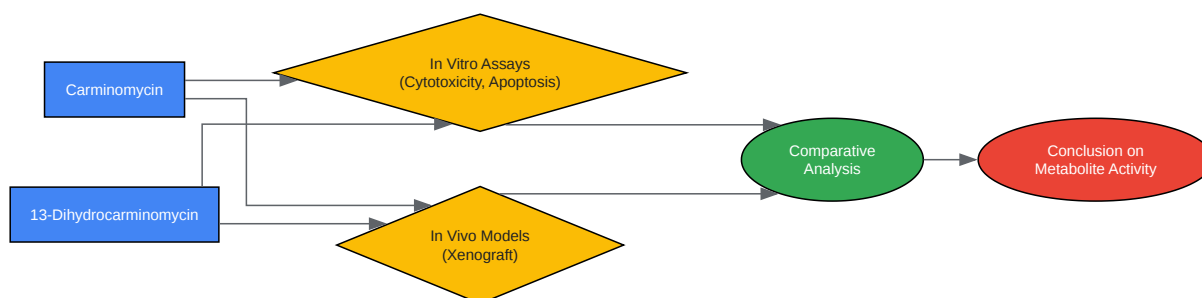 Carminomycin
13-Dihydrocarminomycin
In Vitro Assays
(Cytotoxicity, Apoptosis)
In Vivo Models
(Xenograft)
Comparative
Analysis
Conclusion on
Metabolite Activity